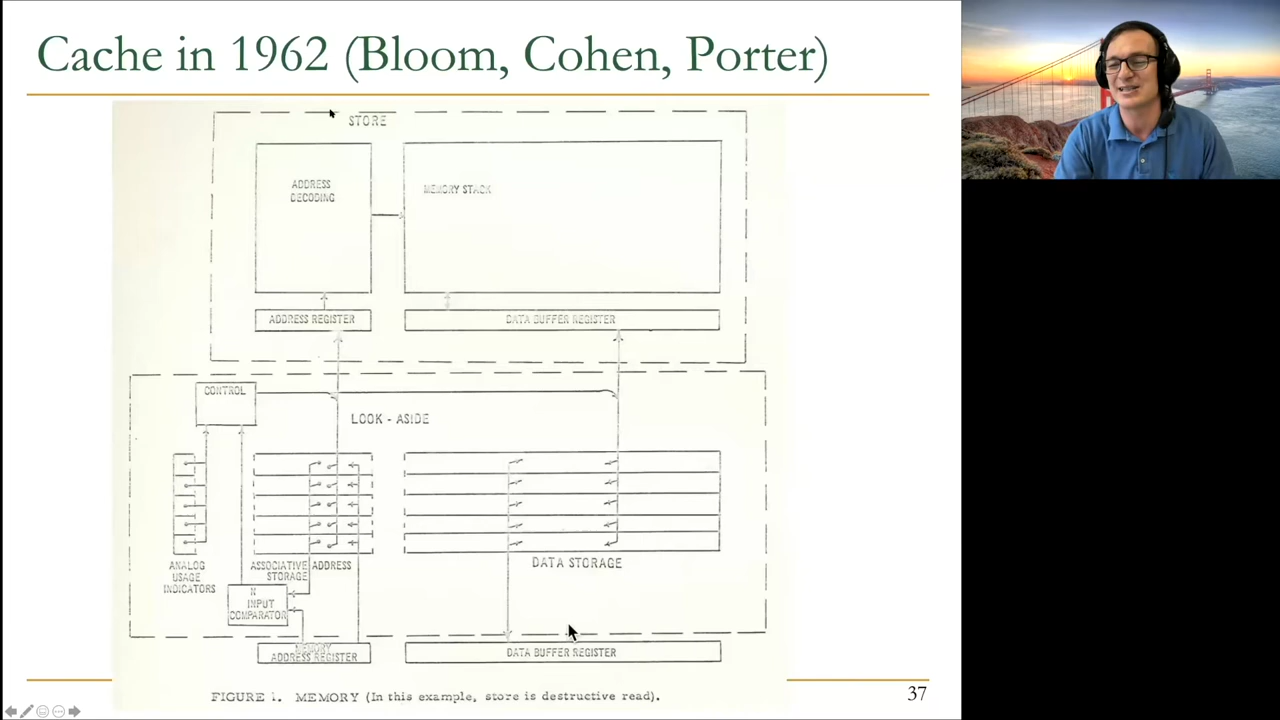 Cache in 1962 (Bloom, Cohen, Porter)
STORE
ADDRESS
DECODING
MEMORY STACK
ADDRESS REGISTER
DATA BUFFER REGISTER
CONTROL
LOOK - ASIDE
ANALOG
USAGE
INDICATORS
ASSOCIATIVE
STORAGE
ADDRESS
DATA STORAGE
N
INPUT
COMPARATOR
MEMORY
ADDRESS REGISTER
DATA BUFFER REGISTER
FIGURE 1. MEMORY (In this example, store is destructive read).
37